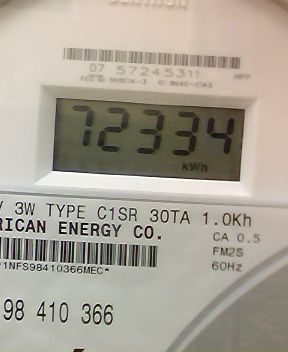 07 57245311
72334
kWh
V 3W TYPE C1SR 30TA 1.0Kh
RICAN ENERGY CO.
CA 0.5
FM2S
60Hz
1NFS98410366MEC*
98 410 366